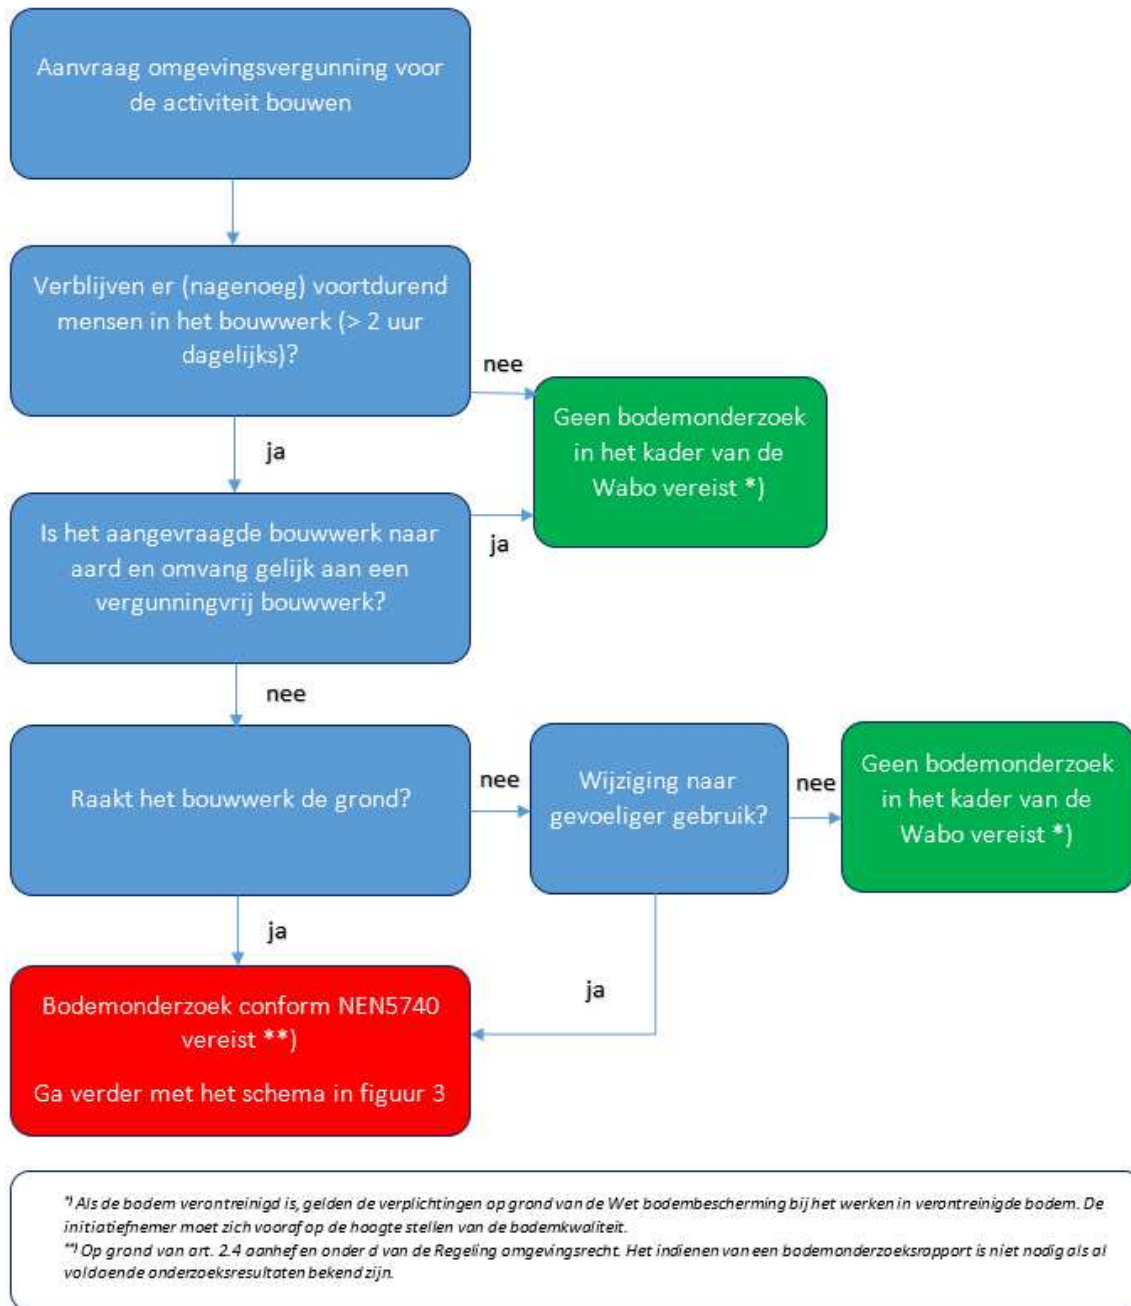 Aanvraag omgevingsvergunning voor
de activiteit bouwen
Verblijven er (nagenoeg) voortdurend
mensen in het bouwwerk (> 2 uur
dagelijks)?
nee
Geen bodemonderzoek
in het kader van de
Wabo vereist *)
ja
Is het aangevraagde bouwwerk naar
aard en omvang gelijk aan een
vergunningvrij bouwwerk?
ja
nee
Raakt het bouwwerk de grond?
nee
Wijziging naar
gevoeliger gebruik?
nee
Geen bodemonderzoek
in het kader van de
Wabo vereist *)
ja
ja
Bodemonderzoek conform NEN5740
vereist **)
Ga verder met het schema in figuur 3
*) Als de bodem verontreinigd is, gelden de verplichtingen op grond van de Wet bodembescherming bij het werken in verontreinigde bodem. De
initiatiefnemer moet zich vooraf op de hoogte stellen van de bodemkwaliteit.
**) Op grond van art. 2.4 aanhef en onder d van de Regeling omgevingsrecht. Het indienen van een bodemonderzoeksrapport is niet nodig als al
voldoende onderzoeksresultaten bekend zijn.